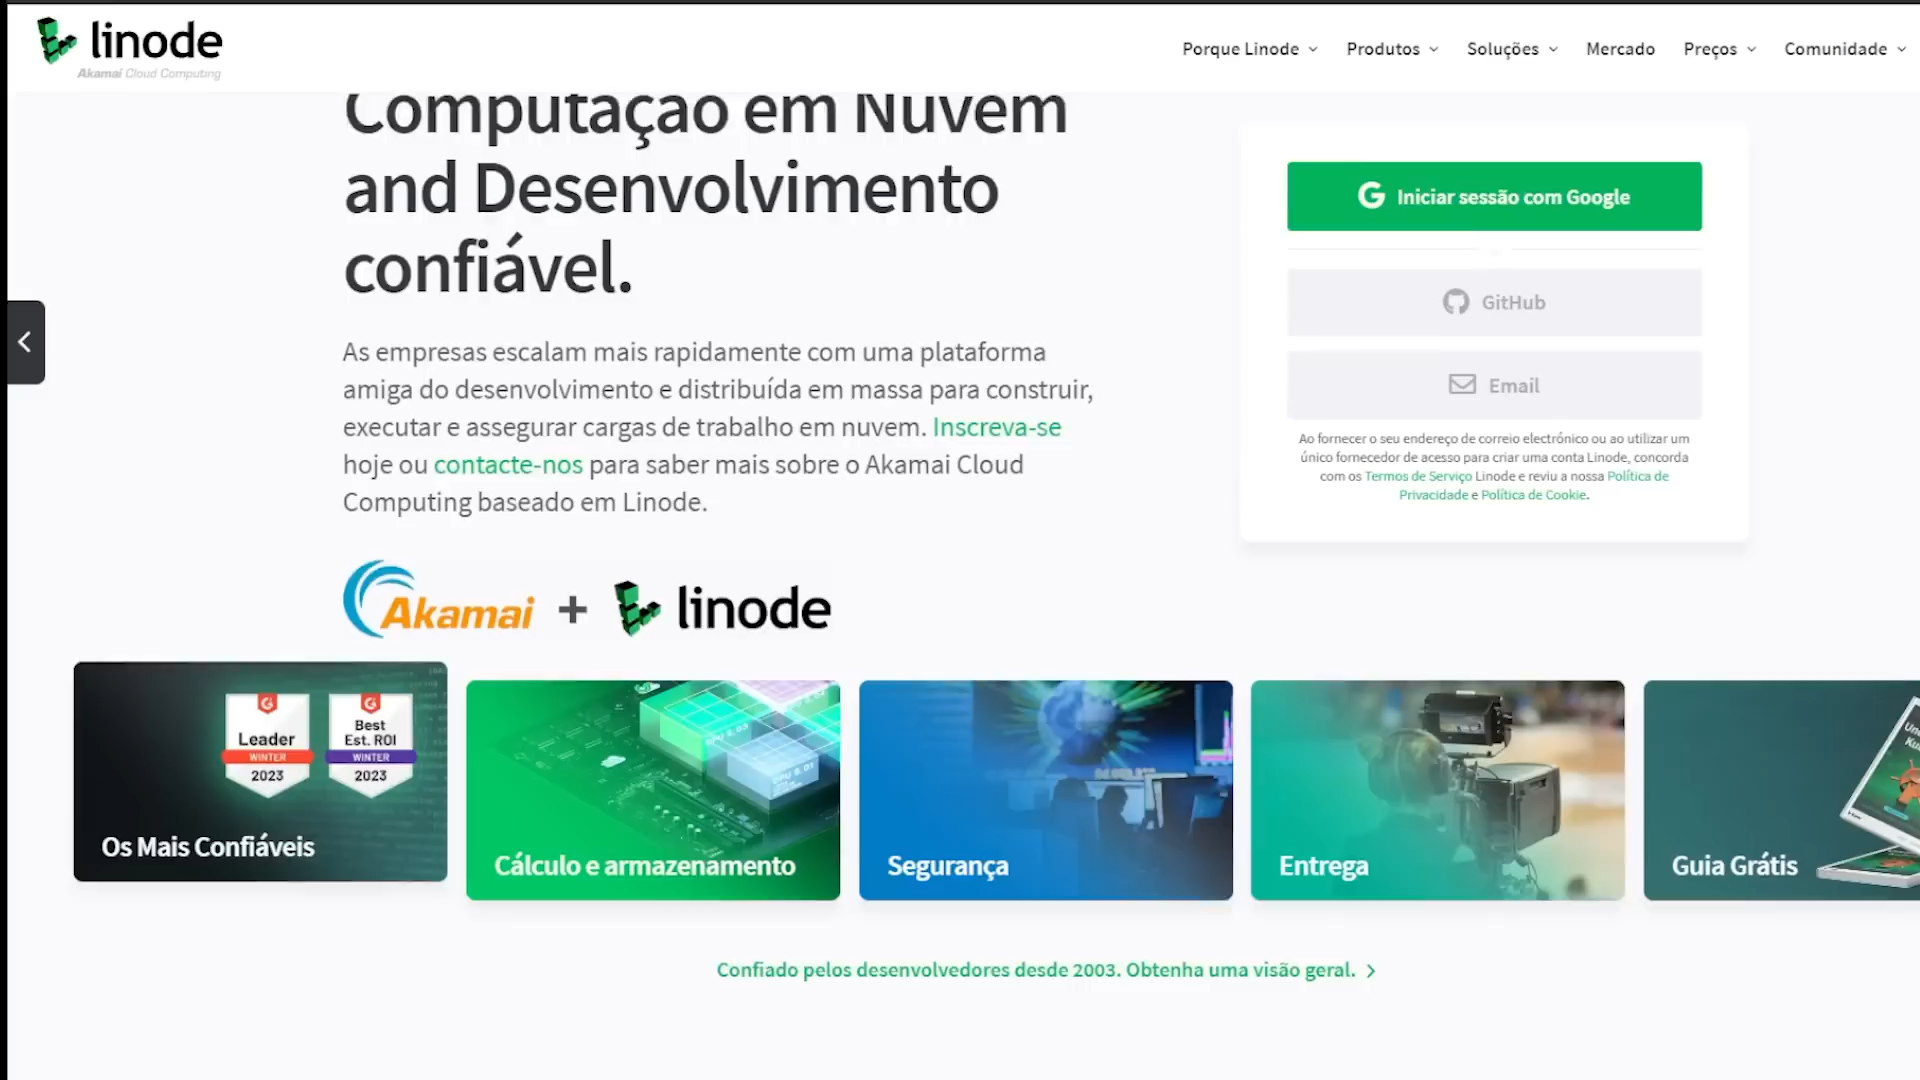 linode
Akamai Cloud Computing
Porque Linode
Produtos
Soluções
Mercado
Preços
Comunidade
Computação em Nuvem
and Desenvolvimento
confiável.
As empresas escalam mais rapidamente com uma plataforma
amiga do desenvolvimento e distribuída em massa para construir,
executar e assegurar cargas de trabalho em nuvem. Inscreva-se
hoje ou contacte-nos para saber mais sobre o Akamai Cloud
Computing baseado em Linode.
Akamai + linode
Iniciar sessão com Google
GitHub
Email
Ao fornecer o seu endereço de correio electrónico ou ao utilizar um
único fornecedor de acesso para criar uma conta Linode, concorda
com os Termos de Serviço Linode e reviu a nossa Política de
Privacidade e Política de Cookie.
Leader
WINTER
2023
Best
Est. ROI
WINTER
2023
Os Mais Confiáveis
Cálculo e armazenamento
Segurança
Entrega
Guia Grátis
Confiado pelos desenvolvedores desde 2003. Obtenha uma visão geral.